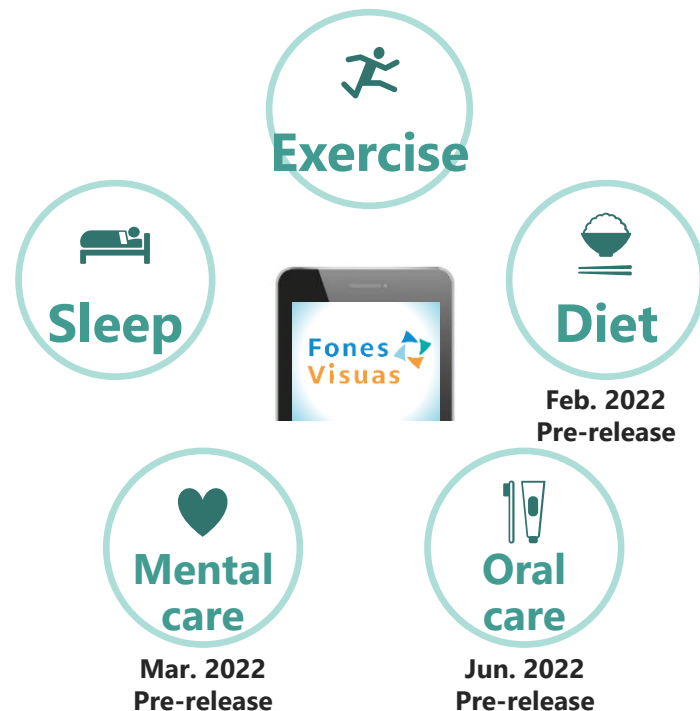 Exercise
Sleep
Diet
Fones
Visuas
Feb. 2022
Pre-release
Mental
care
Oral
care
Mar. 2022
Pre-release
Jun. 2022
Pre-release